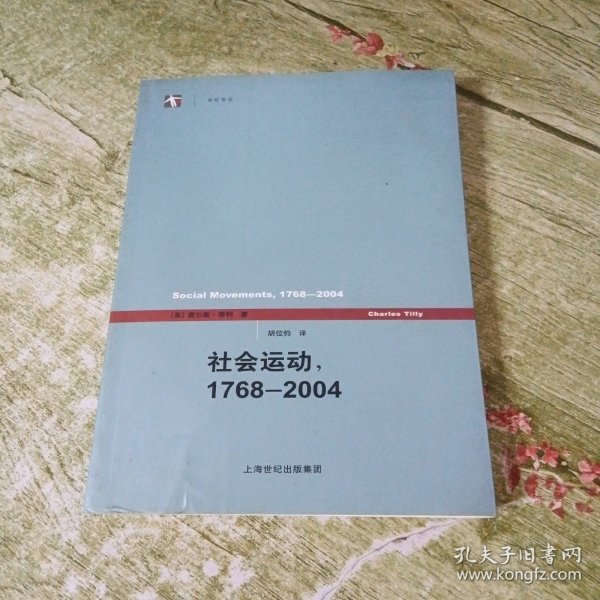 世纪前沿
Social Movements, 1768—2004
〔美〕查尔斯·蒂利 著
Charles Tilly
胡位钧 译
社会运动,
1768—2004
上海世纪出版集团
孔夫子旧书网
www.kongfz.com